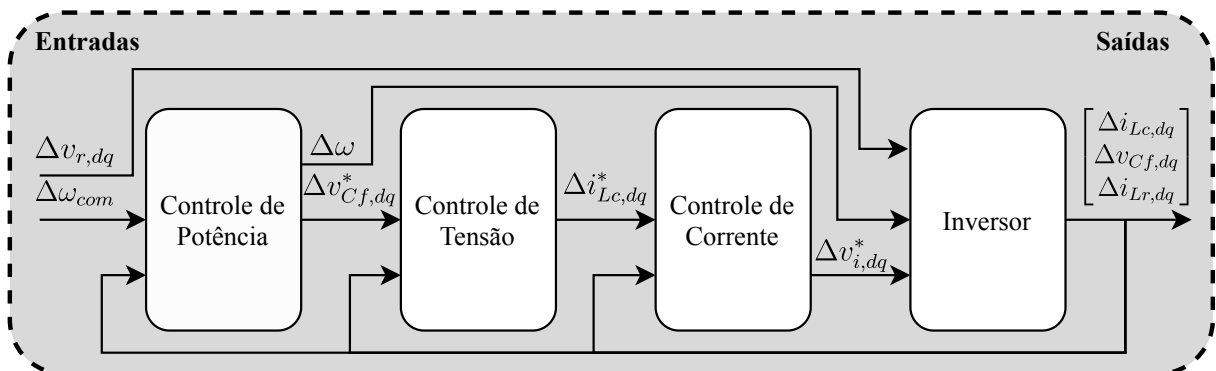 Entradas
Saídas
Δv_{r,dq}
Δω_{com}
Controle de
Potência
Δω
Δv^*_{Cf,dq}
Controle de
Tensão
Δi^*_{Lc,dq}
Controle de
Corrente
Δv^*_{i,dq}
Inversor
Δi_{Lc,dq}
Δv_{Cf,dq}
Δi_{Lr,dq}